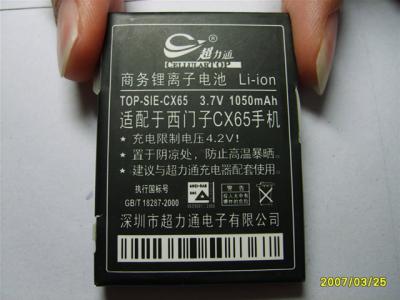 超力通®
CELLULARTOP
商务锂离子电池 Li-ion
TOP-SIE-CX65 3.7V 1050mAh
适配于西门子CX65手机
★ 充电限制电压4.2V!
★ 置于阴凉处，防止高温暴晒。
★ 建议与超力通充电器配套使用。
执行国标号
GB/T 18287-2000
深圳市超力通电子有限公司
2007/03/25